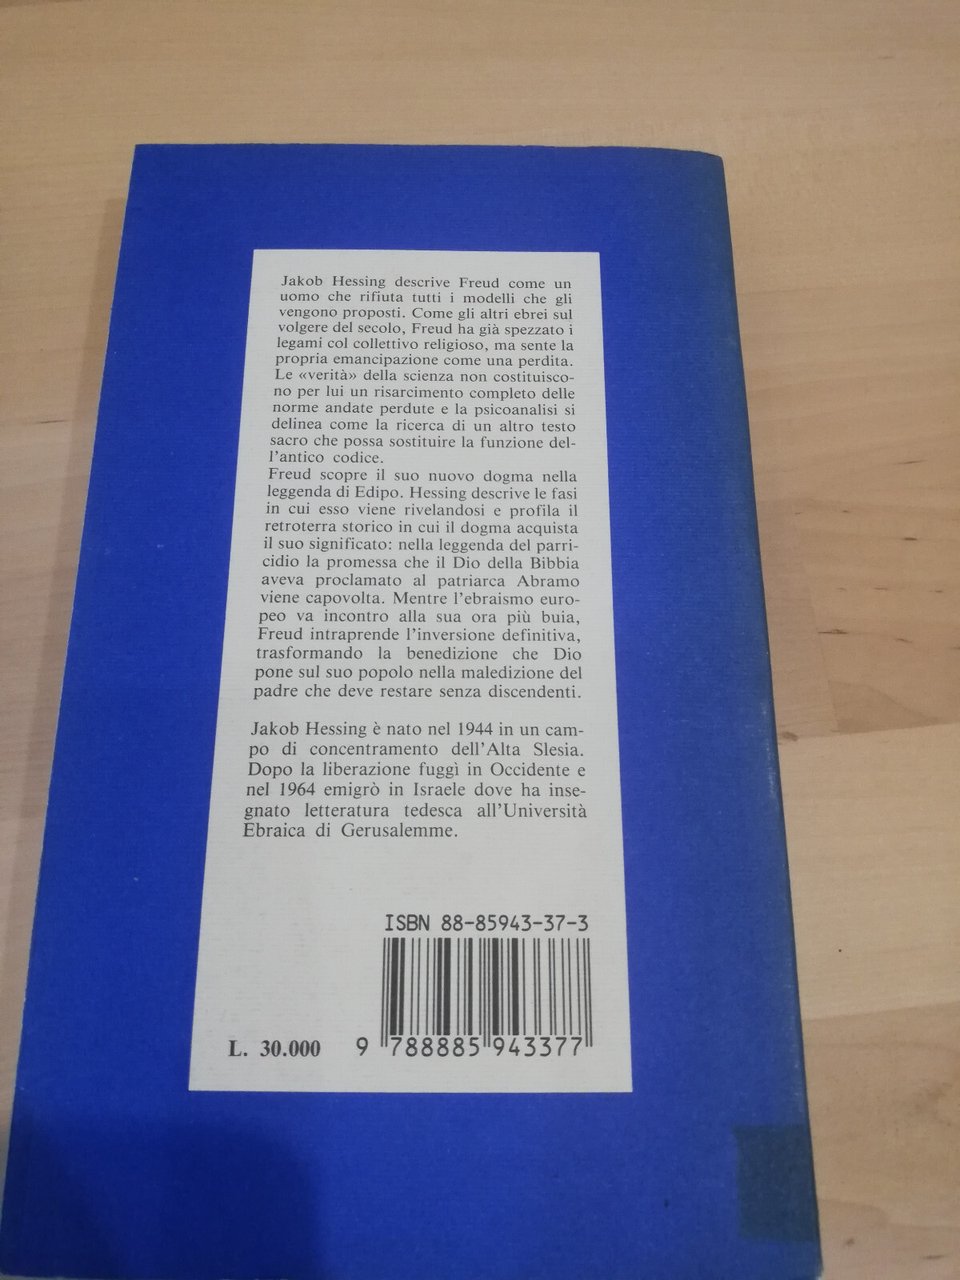 Jakob Hessing descrive Freud come un
uomo che rifiuta tutti i modelli che gli
vengono proposti. Come gli altri ebrei sul
volgere del secolo, Freud ha già spezzato i
legami col collettivo religioso, ma sente la
propria emancipazione come una perdita.
Le «verità» della scienza non costituisco-
no per lui un risarcimento completo delle
norme andate perdute e la psicoanalisi si
delinea come la ricerca di un altro testo
sacro che possa sostituire la funzione del-
l'antico codice.
Freud scopre il suo nuovo dogma nella
leggenda di Edipo. Hessing descrive le fasi
in cui esso viene rivelandosi e profila il
retroterra storico in cui il dogma acquista
il suo significato: nella leggenda del parri-
cidio la promessa che il Dio della Bibbia
aveva proclamato al patriarca Abramo
viene capovolta. Mentre l'ebraismo euro-
peo va incontro alla sua ora più buia,
Freud intraprende l'inversione definitiva,
trasformando la benedizione che Dio
pone sul suo popolo nella maledizione del
padre che deve restare senza discendenti.
Jakob Hessing è nato nel 1944 in un cam-
po di concentramento dell'Alta Slesia.
Dopo la liberazione fuggì in Occidente e
nel 1964 emigrò in Israele dove ha inse-
gnato letteratura tedesca all'Università
Ebraica di Gerusalemme.
ISBN 88-85943-37-3
L. 30.000
9 788885 943377